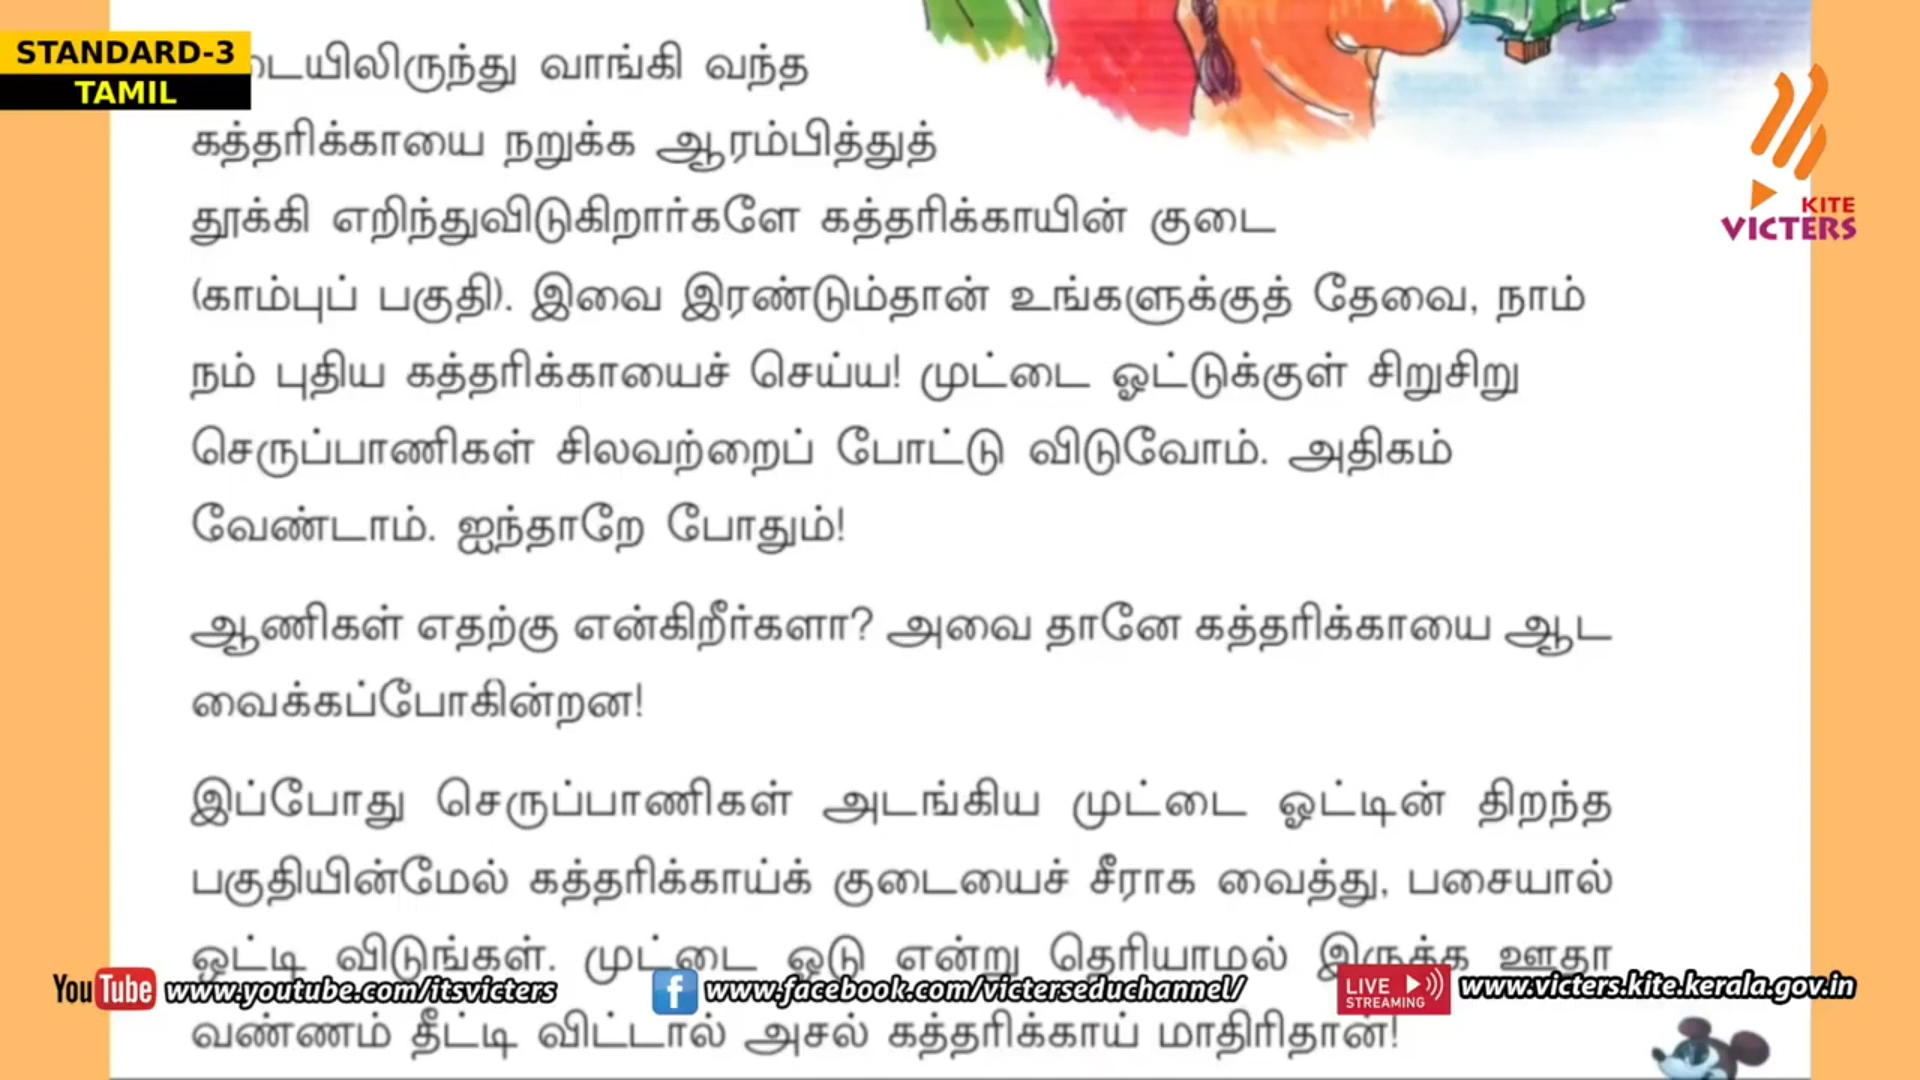 STANDARD-3
TAMIL
வாங்கி வந்த
கத்தரிக்காயை நறுக்க ஆரம்பித்துத்
தூக்கி எறிந்துவிடுகிறார்களே கத்தரிக்காயின் குடை
(காம்புப் பகுதி). இவை இரண்டும்தான் உங்களுக்குத் தேவை, நாம்
நம் புதிய கத்தரிக்காயைச் செய்ய! முட்டை ஓட்டுக்குள் சிறுசிறு
செருப்பாணிகள் சிலவற்றைப் போட்டு விடுவோம். அதிகம்
வேண்டாம். ஐந்தாறே போதும்!
ஆணிகள் எதற்கு என்கிறீர்களா? அவை தானே கத்தரிக்காயை ஆட
வைக்கப்போகின்றன!
இப்போது செருப்பாணிகள் அடங்கிய முட்டை ஓட்டின் திறந்த
பகுதியின்மேல் கத்தரிக்காய்க் குடையைச் சீராக வைத்து, பசையால்
ஒட்டி விடுங்கள். முட்டை ஓடு என்று தெரியாமல் இருக்க ஊதா
வண்ணம் தீட்டி விட்டால் அசல் கத்தரிக்காய் மாதிரிதான்!
KITE
VICTERS
YouTube www.youtube.com/itsvicters
f www.facebook.com/victerseduchannel/
LIVE STREAMING www.victers.kite.kerala.gov.in